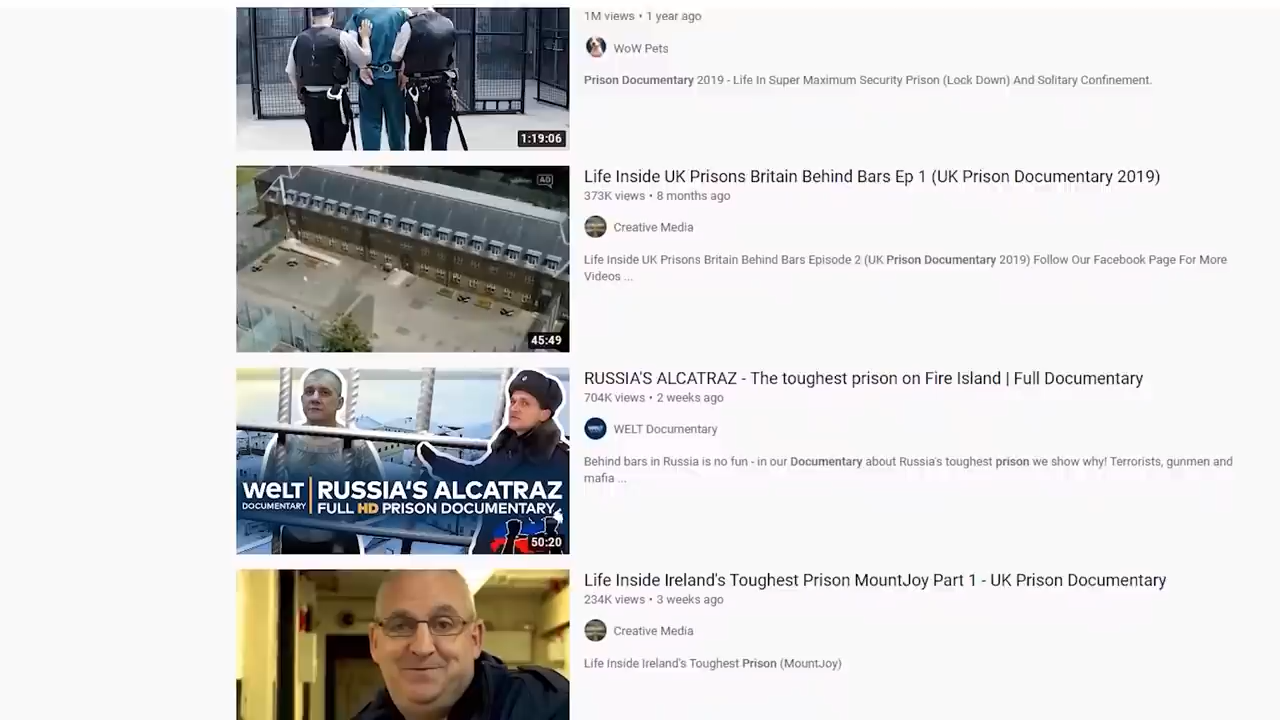 1M views • 1 year ago
WoW Pets
Prison Documentary 2019 - Life In Super Maximum Security Prison (Lock Down) And Solitary Confinement.
1:19:06
AD
Life Inside UK Prisons Britain Behind Bars Ep 1 (UK Prison Documentary 2019)
373K views • 8 months ago
Creative Media
Life Inside UK Prisons Britain Behind Bars Episode 2 (UK Prison Documentary 2019) Follow Our Facebook Page For More
Videos ...
45:49
RUSSIA'S ALCATRAZ - The toughest prison on Fire Island | Full Documentary
704K views • 2 weeks ago
WELT Documentary
Behind bars in Russia is no fun - in our Documentary about Russia's toughest prison we show why! Terrorists, gunmen and
mafia ...
welt RUSSIA'S ALCATRAZ
DOCUMENTARY FULL HD PRISON DOCUMENTARY
50:20
Life Inside Ireland's Toughest Prison MountJoy Part 1 - UK Prison Documentary
234K views • 3 weeks ago
Creative Media
Life Inside Ireland's Toughest Prison (MountJoy)